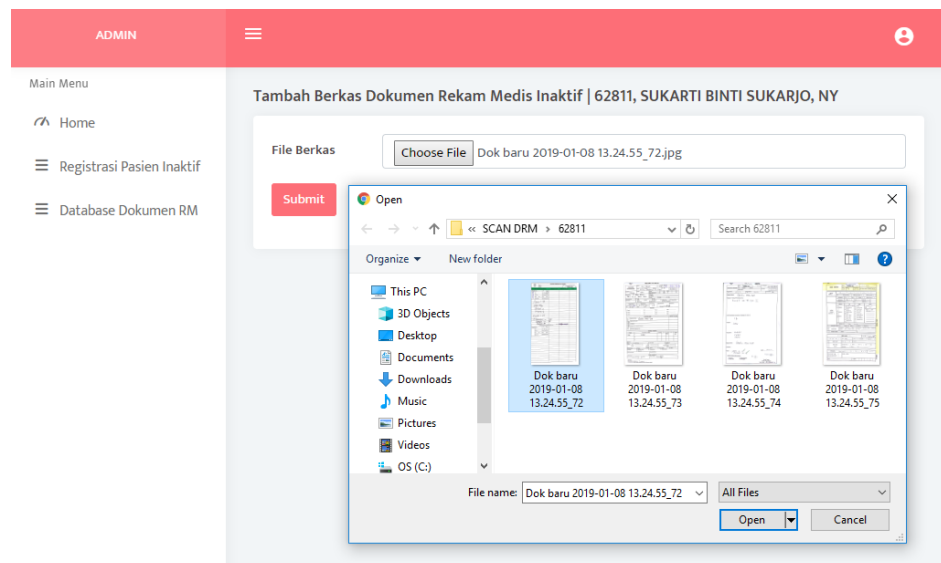 ADMIN
Main Menu
Home
Registrasi Pasien Inaktif
Database Dokumen RM
Tambah Berkas Dokumen Rekam Medis Inaktif | 62811, SUKARTI BINTI SUKARJO, NY
File Berkas
Choose File Dok baru 2019-01-08 13.24.55_72.jpg
Submit
Open
« SCAN DRM › 62811
Search 62811
Organize
New folder
This PC
3D Objects
Desktop
Documents
Downloads
Music
Pictures
Videos
OS (C:)
Dok baru
2019-01-08
13.24.55_72
Dok baru
2019-01-08
13.24.55_73
Dok baru
2019-01-08
13.24.55_74
Dok baru
2019-01-08
13.24.55_75
File name: Dok baru 2019-01-08 13.24.55_72
All Files
Open
Cancel